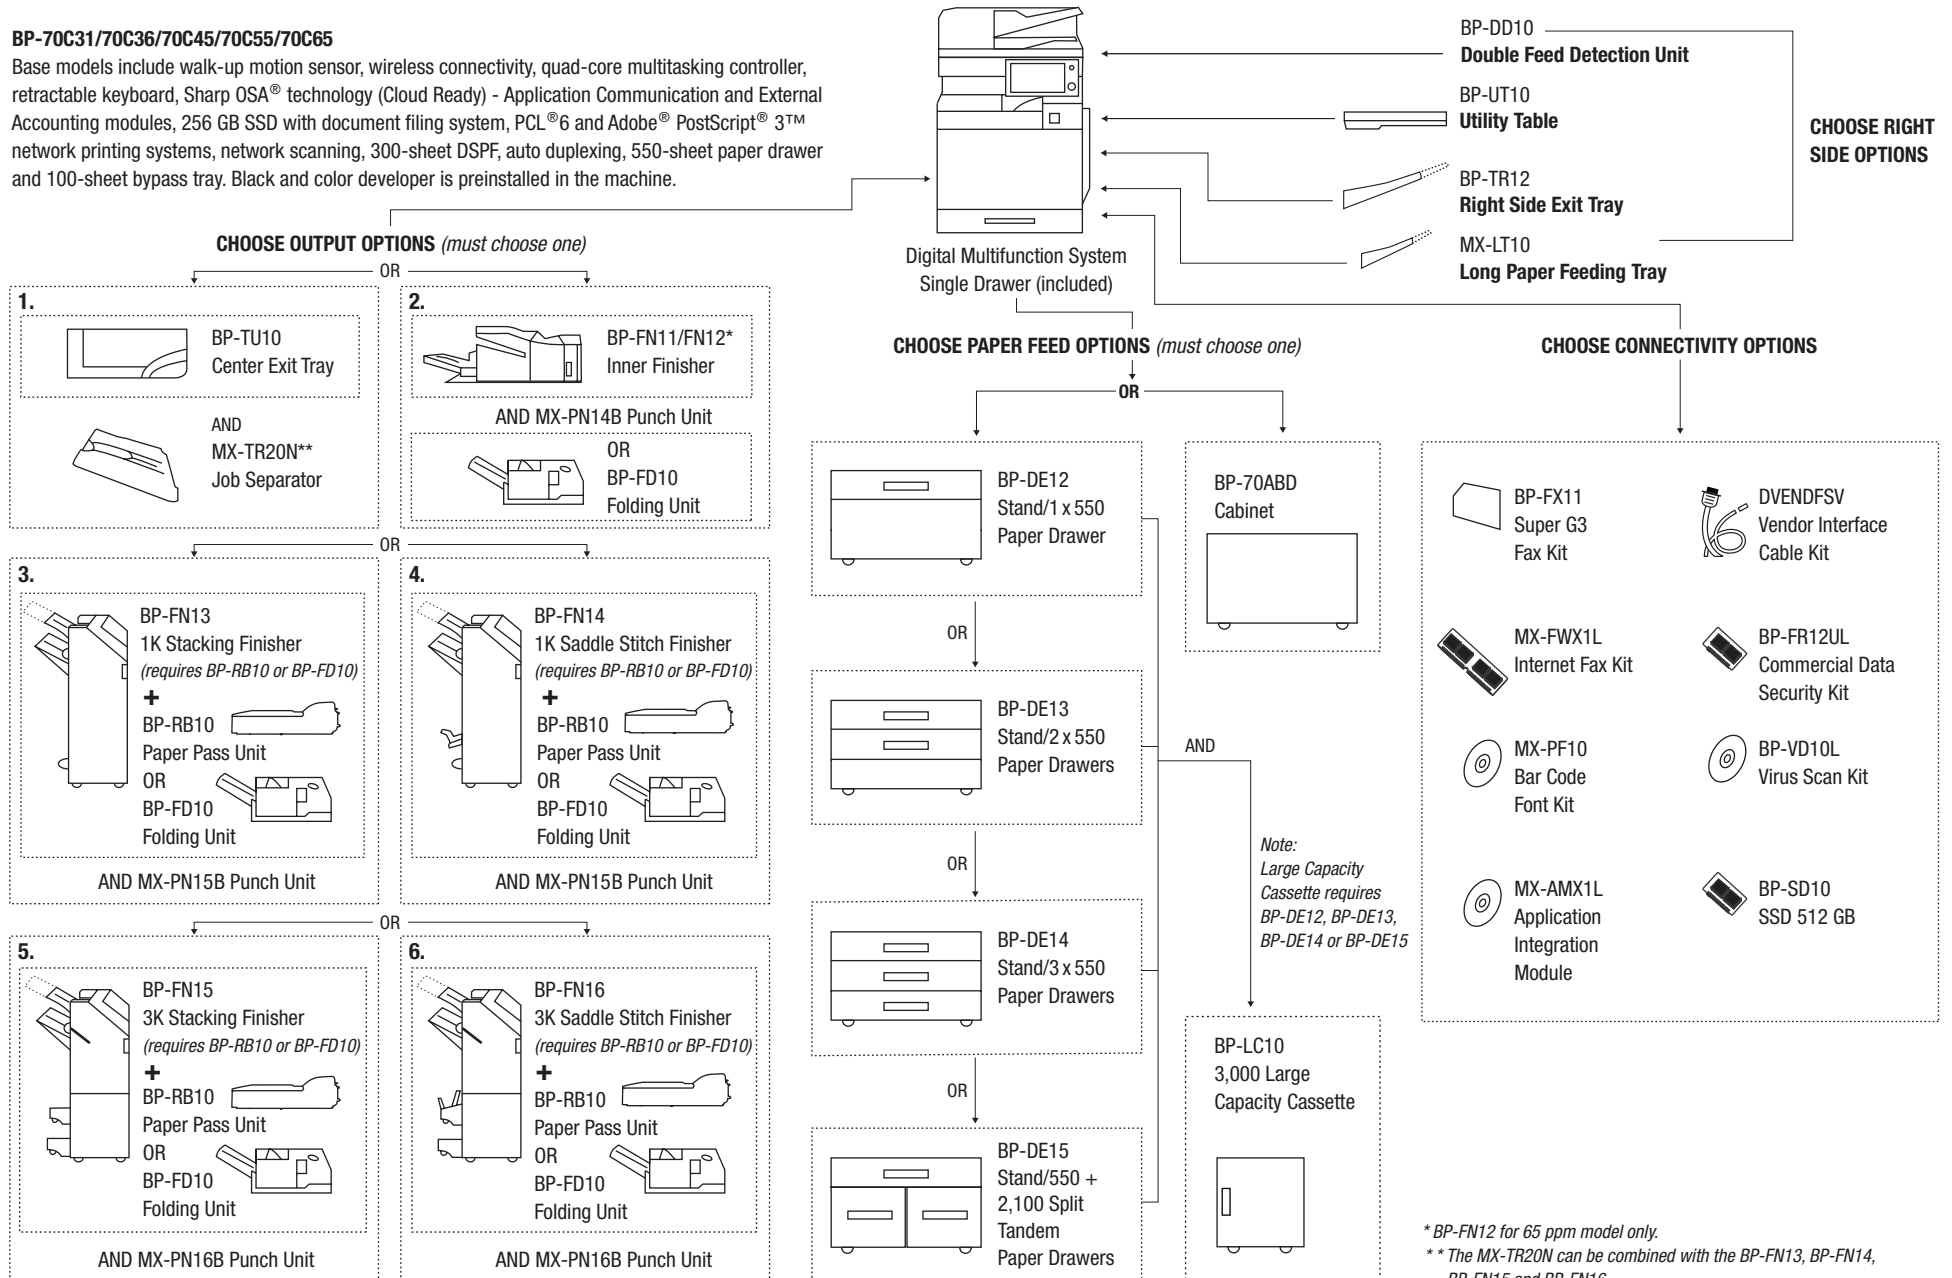 BP-70C31/70C36/70C45/70C55/70C65
Base models include walk-up motion sensor, wireless connectivity, quad-core multitasking controller,
retractable keyboard, Sharp OSA® technology (Cloud Ready) - Application Communication and External
Accounting modules, 256 GB SSD with document filing system, PCL®6 and Adobe® PostScript® 3™
network printing systems, network scanning, 300-sheet DSPF, auto duplexing, 550-sheet paper drawer
and 100-sheet bypass tray. Black and color developer is preinstalled in the machine.
BP-DD10
Double Feed Detection Unit
BP-UT10
Utility Table
BP-TR12
Right Side Exit Tray
MX-LT10
Long Paper Feeding Tray
CHOOSE RIGHT
SIDE OPTIONS
Digital Multifunction System
Single Drawer (included)
CHOOSE OUTPUT OPTIONS (must choose one)
OR
1.
BP-TU10
Center Exit Tray
AND
MX-TR20N**
Job Separator
2.
BP-FN11/FN12*
Inner Finisher
AND MX-PN14B Punch Unit
OR
BP-FD10
Folding Unit
OR
3.
BP-FN13
1K Stacking Finisher
(requires BP-RB10 or BP-FD10)
+
BP-RB10
Paper Pass Unit
OR
BP-FD10
Folding Unit
AND MX-PN15B Punch Unit
4.
BP-FN14
1K Saddle Stitch Finisher
(requires BP-RB10 or BP-FD10)
+
BP-RB10
Paper Pass Unit
OR
BP-FD10
Folding Unit
AND MX-PN15B Punch Unit
OR
5.
BP-FN15
3K Stacking Finisher
(requires BP-RB10 or BP-FD10)
+
BP-RB10
Paper Pass Unit
OR
BP-FD10
Folding Unit
AND MX-PN16B Punch Unit
6.
BP-FN16
3K Saddle Stitch Finisher
(requires BP-RB10 or BP-FD10)
+
BP-RB10
Paper Pass Unit
OR
BP-FD10
Folding Unit
AND MX-PN16B Punch Unit
CHOOSE PAPER FEED OPTIONS (must choose one)
OR
BP-DE12
Stand/1 x 550
Paper Drawer
OR
BP-DE13
Stand/2 x 550
Paper Drawers
OR
BP-DE14
Stand/3 x 550
Paper Drawers
OR
BP-DE15
Stand/550 +
2,100 Split
Tandem
Paper Drawers
BP-70ABD
Cabinet
AND
Note:
Large Capacity
Cassette requires
BP-DE12, BP-DE13,
BP-DE14 or BP-DE15
BP-LC10
3,000 Large
Capacity Cassette
CHOOSE CONNECTIVITY OPTIONS
BP-FX11
Super G3
Fax Kit
DVENDFSV
Vendor Interface
Cable Kit
MX-FWX1L
Internet Fax Kit
BP-FR12UL
Commercial Data
Security Kit
MX-PF10
Bar Code
Font Kit
BP-VD10L
Virus Scan Kit
MX-AMX1L
Application
Integration
Module
BP-SD10
SSD 512 GB
* BP-FN12 for 65 ppm model only.
* * The MX-TR20N can be combined with the BP-FN13, BP-FN14,
BP-FN15 and BP-FN16